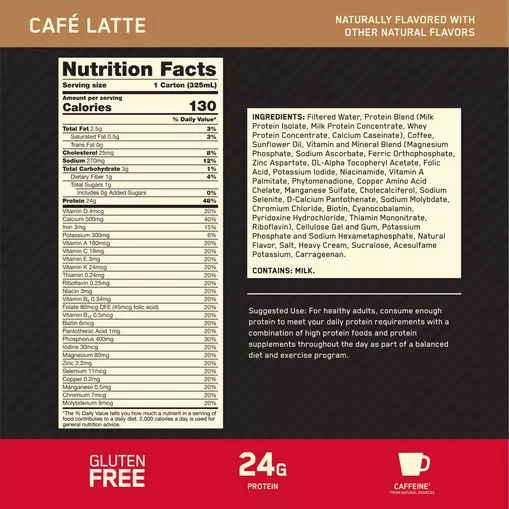 CAFÉ LATTE
NATURALLY FLAVORED WITH
OTHER NATURAL FLAVORS
Nutrition Facts
Serving size 1 Carton (325mL)
Amount per serving
Calories 130
% Daily Value*
Total Fat 2.5g 3%
Saturated Fat 0.5g 3%
Trans Fat 0g
Cholesterol 25mg 8%
Sodium 270mg 12%
Total Carbohydrate 3g 1%
Dietary Fiber 1g 4%
Total Sugars 1g
Includes 0g Added Sugars 0%
Protein 24g 48%
Vitamin D 4mcg 20%
Calcium 500mg 40%
Iron 3mg 15%
Potassium 300mg 6%
Vitamin A 180mcg 20%
Vitamin C 18mg 20%
Vitamin E 3mg 20%
Vitamin K 24mcg 20%
Thiamin 0.24mg 20%
Riboflavin 0.25mg 20%
Niacin 3mg 20%
Vitamin B₆ 0.34mg 20%
Folate 80mcg DFE (45mcg folic acid) 20%
Vitamin B₁₂ 0.5mcg 20%
Biotin 6mcg 20%
Pantothenic Acid 1mg 20%
Phosphorus 400mg 30%
Iodine 30mcg 20%
Magnesium 80mg 20%
Zinc 2.2mg 20%
Selenium 11mcg 20%
Copper 0.2mg 20%
Manganese 0.5mg 20%
Chromium 7mcg 20%
Molybdenum 9mcg 20%
*The % Daily Value tells you how much a nutrient in a serving of
food contributes to a daily diet. 2,000 calories a day is used for
general nutrition advice.
INGREDIENTS: Filtered Water, Protein Blend (Milk
Protein Isolate, Milk Protein Concentrate, Whey
Protein Concentrate, Calcium Caseinate), Coffee,
Sunflower Oil, Vitamin and Mineral Blend (Magnesium
Phosphate, Sodium Ascorbate, Ferric Orthophosphate,
Zinc Aspartate, DL-Alpha Tocopheryl Acetate, Folic
Acid, Potassium Iodide, Niacinamide, Vitamin A
Palmitate, Phytomenadione, Copper Amino Acid
Chelate, Manganese Sulfate, Cholecalciferol, Sodium
Selenite, D-Calcium Pantothenate, Sodium Molybdate,
Chromium Chloride, Biotin, Cyanocobalamin,
Pyridoxine Hydrochloride, Thiamin Mononitrate,
Riboflavin), Cellulose Gel and Gum, Potassium
Phosphate and Sodium Hexametaphosphate, Natural
Flavor, Salt, Heavy Cream, Sucralose, Acesulfame
Potassium, Carrageenan.
CONTAINS: MILK.
Suggested Use: For healthy adults, consume enough
protein to meet your daily protein requirements with a
combination of high protein foods and protein
supplements throughout the day as part of a balanced
diet and exercise program.
GLUTEN
FREE
24G
PROTEIN
CAFFEINE†
†FROM NATURAL SOURCES